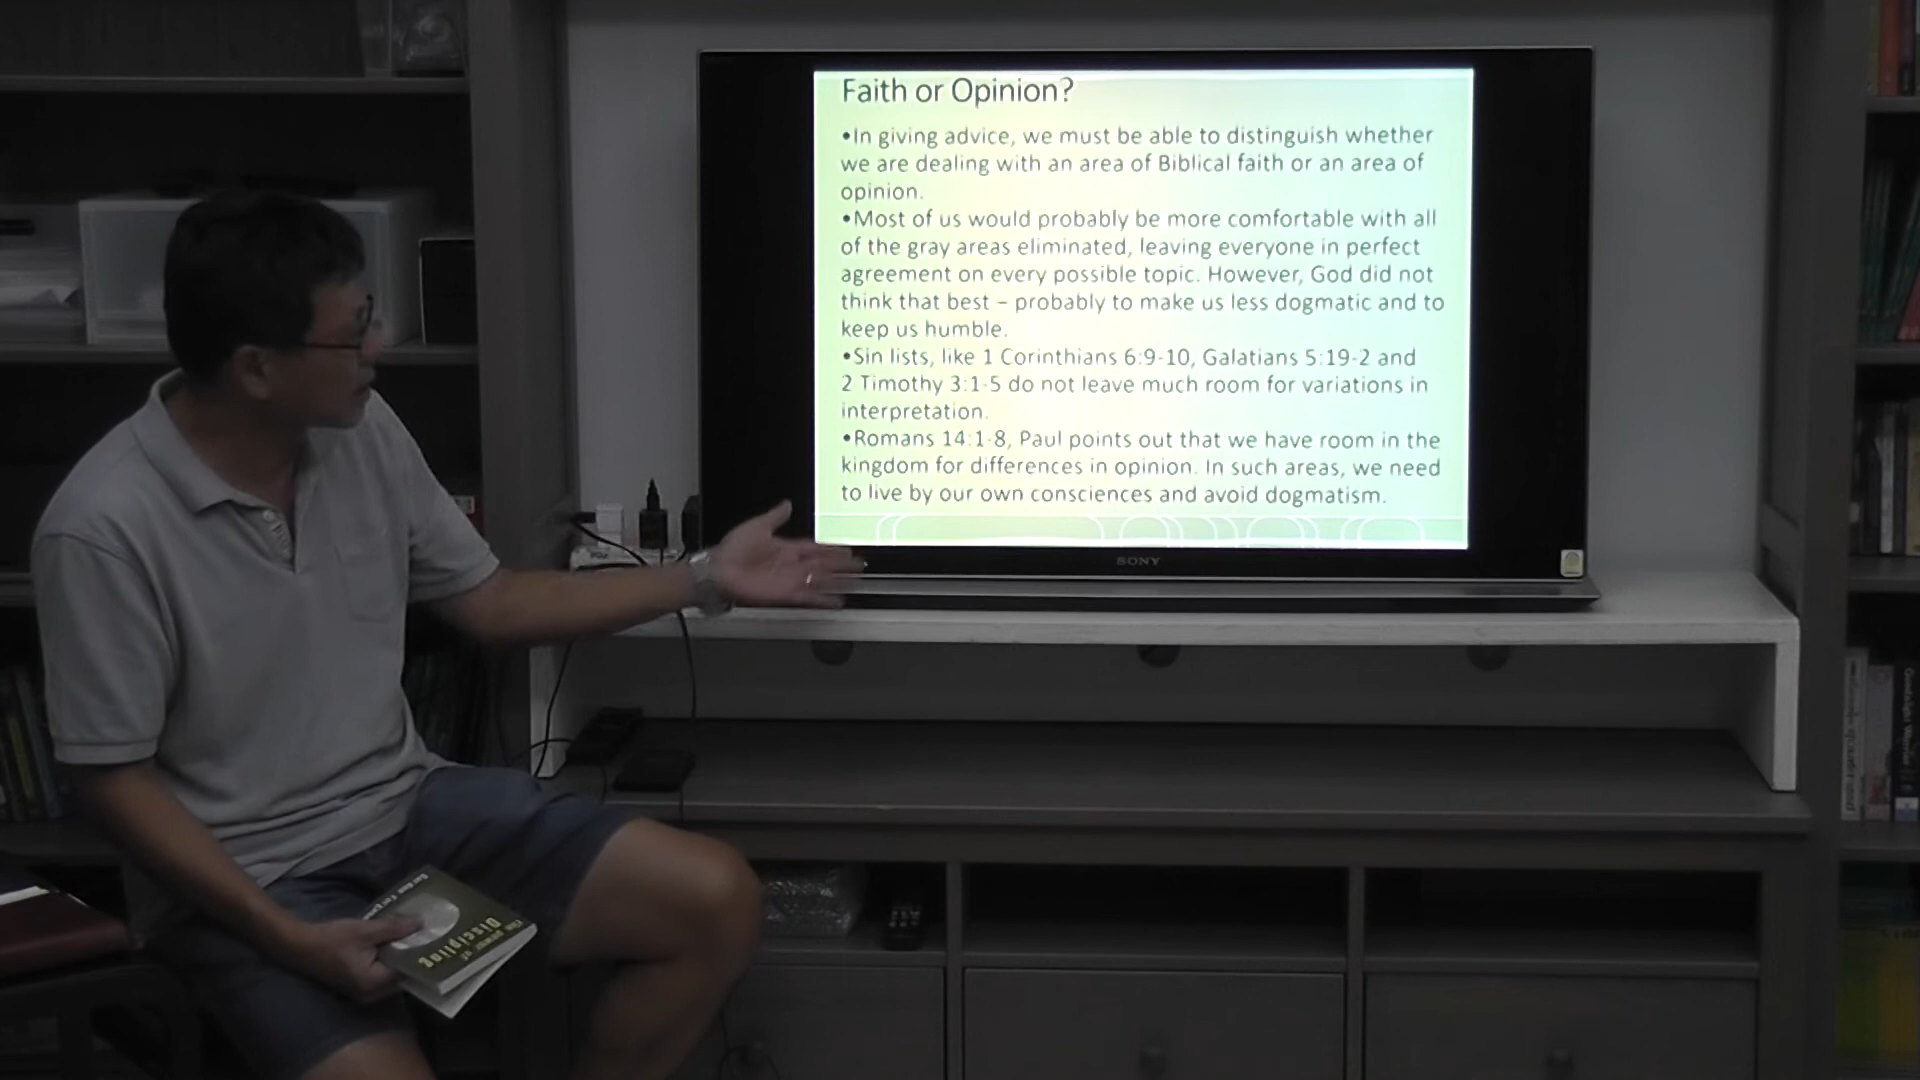 Faith or Opinion?
•In giving advice, we must be able to distinguish whether
we are dealing with an area of Biblical faith or an area of
opinion.
•Most of us would probably be more comfortable with all
of the gray areas eliminated, leaving everyone in perfect
agreement on every possible topic. However, God did not
think that best – probably to make us less dogmatic and to
keep us humble.
•Sin lists, like 1 Corinthians 6:9-10, Galatians 5:19-2 and
2 Timothy 3:1-5 do not leave much room for variations in
interpretation.
•Romans 14:1-8, Paul points out that we have room in the
kingdom for differences in opinion. In such areas, we need
to live by our own consciences and avoid dogmatism.
SONY
The power of
Discipling
Gordon Ferguson